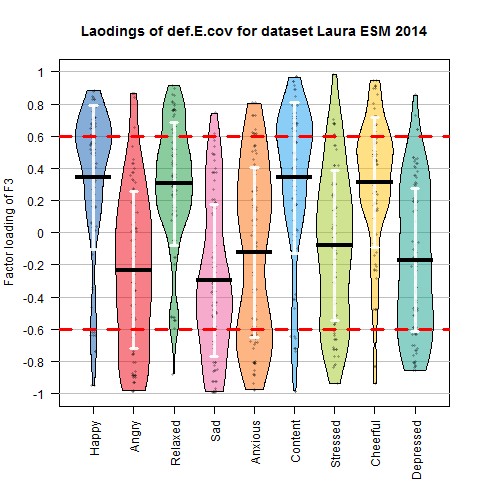 Laodings of def.E.cov for dataset Laura ESM 2014
Factor loading of F3
1
0.8
0.6
0.4
0.2
0
-0.2
-0.4
-0.6
-0.8
-1
Happy
Angry
Relaxed
Sad
Anxious
Content
Stressed
Cheerful
Depressed